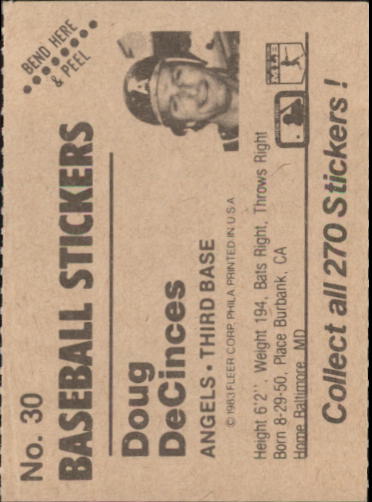 No. 30
BEND HERE
& PEEL
BASEBALL STICKERS
Doug
DeCinces
ANGELS • THIRD BASE
© 1983 FLEER CORP. PHILA PRINTED IN U.S.A
Height 6'2", Weight 194, Bats Right, Throws Right
Born 8-29-50, Place Burbank, CA
Home Baltimore, MD
Collect all 270 Stickers!